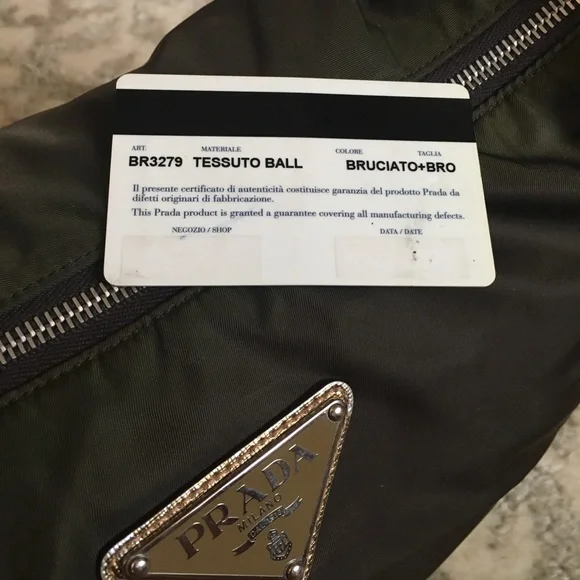 ART. MATERIALE COLORE TAGLIA
BR3279 TESSUTO BALL BRUCIATO+BRO
Il presente certificato di autenticità costituisce garanzia del prodotto Prada da
difetti originari di fabbricazione.
This Prada product is granted a guarantee covering all manufacturing defects.
NEGOZIO / SHOP DATA / DATE
PRADA
MILANO